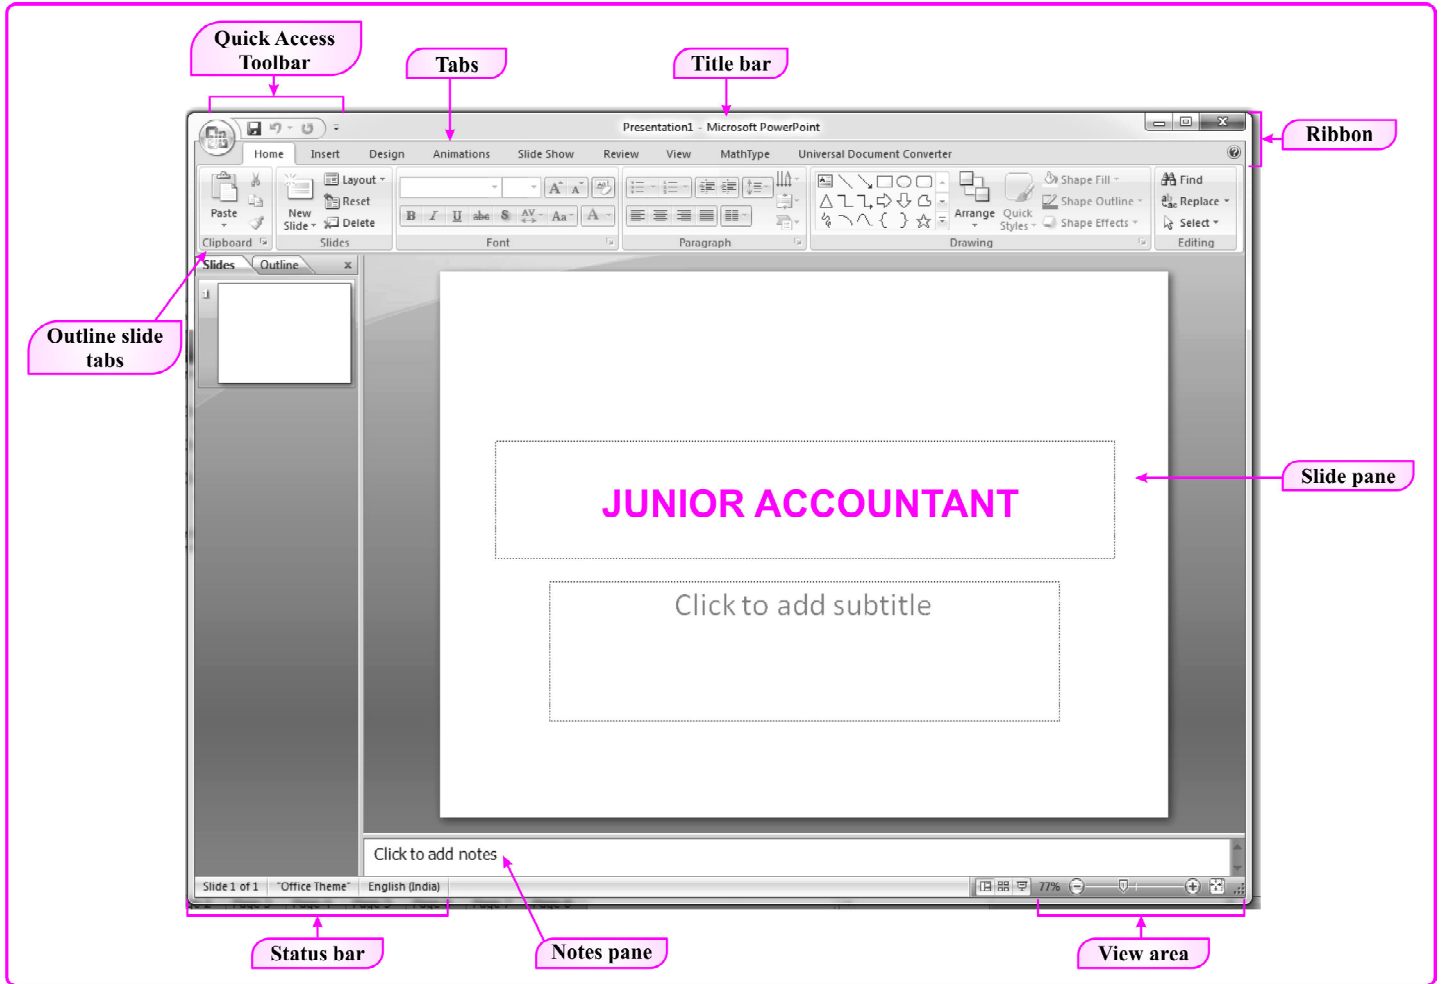 Quick Access
Toolbar
Tabs
Title bar
Ribbon
Presentation1 - Microsoft PowerPoint
Home Insert Design Animations Slide Show Review View MathType Universal Document Converter
Paste
New
Slide
Layout
Reset
Delete
B I U abc S AV Aa A
A A
Arrange
Quick
Styles
Shape Fill
Shape Outline
Shape Effects
Find
Replace
Select
Clipboard Slides Font Paragraph Drawing Editing
Slides Outline x
1
Outline slide
tabs
JUNIOR ACCOUNTANT
Slide pane
Click to add subtitle
Click to add notes
Slide 1 of 1 "Office Theme" English (India) 77%
Status bar
Notes pane
View area